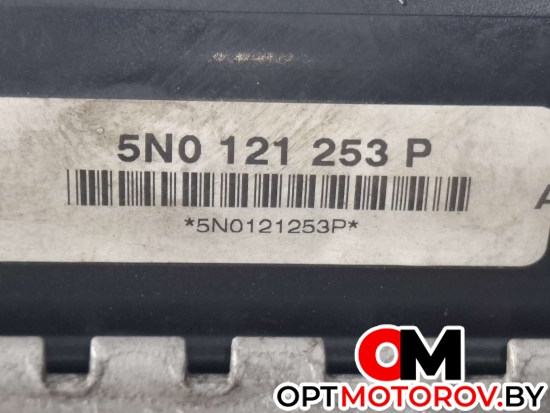 5N0 121 253 P
*5N0121253P*
OM
OPTMOTOROV.BY